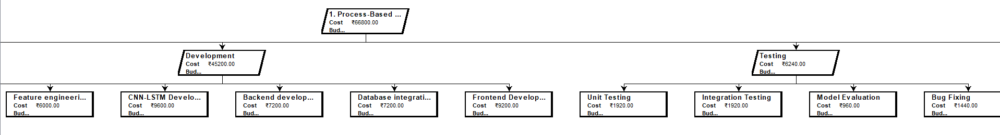 1. Process-Based ...
Cost ₹66800.00
Bud...
Development
Cost ₹45200.00
Bud...
Testing
Cost ₹6240.00
Bud...
Feature engineeri...
Cost ₹6000.00
Bud...
CNN-LSTM Develo...
Cost ₹9600.00
Bud...
Backend develop...
Cost ₹7200.00
Bud...
Database integrati...
Cost ₹7200.00
Bud...
Frontend Develop...
Cost ₹9200.00
Bud...
Unit Testing
Cost ₹1920.00
Bud...
Integration Testing
Cost ₹1920.00
Bud...
Model Evaluation
Cost ₹960.00
Bud...
Bug Fixing
Cost ₹1440.00
Bud...